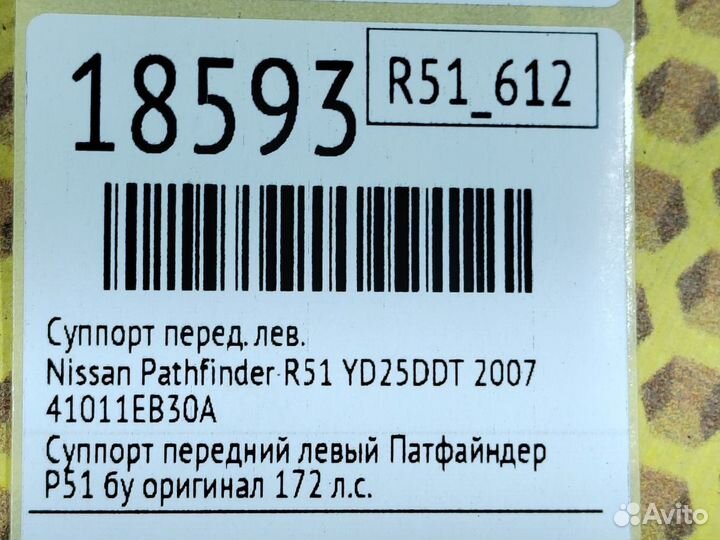 18593
R51_612
Суппорт перед. лев.
Nissan Pathfinder R51 YD25DDT 2007
41011EB30A
Суппорт передний левый Патфайндер
Р51 бу оригинал 172 л.с.
Avito